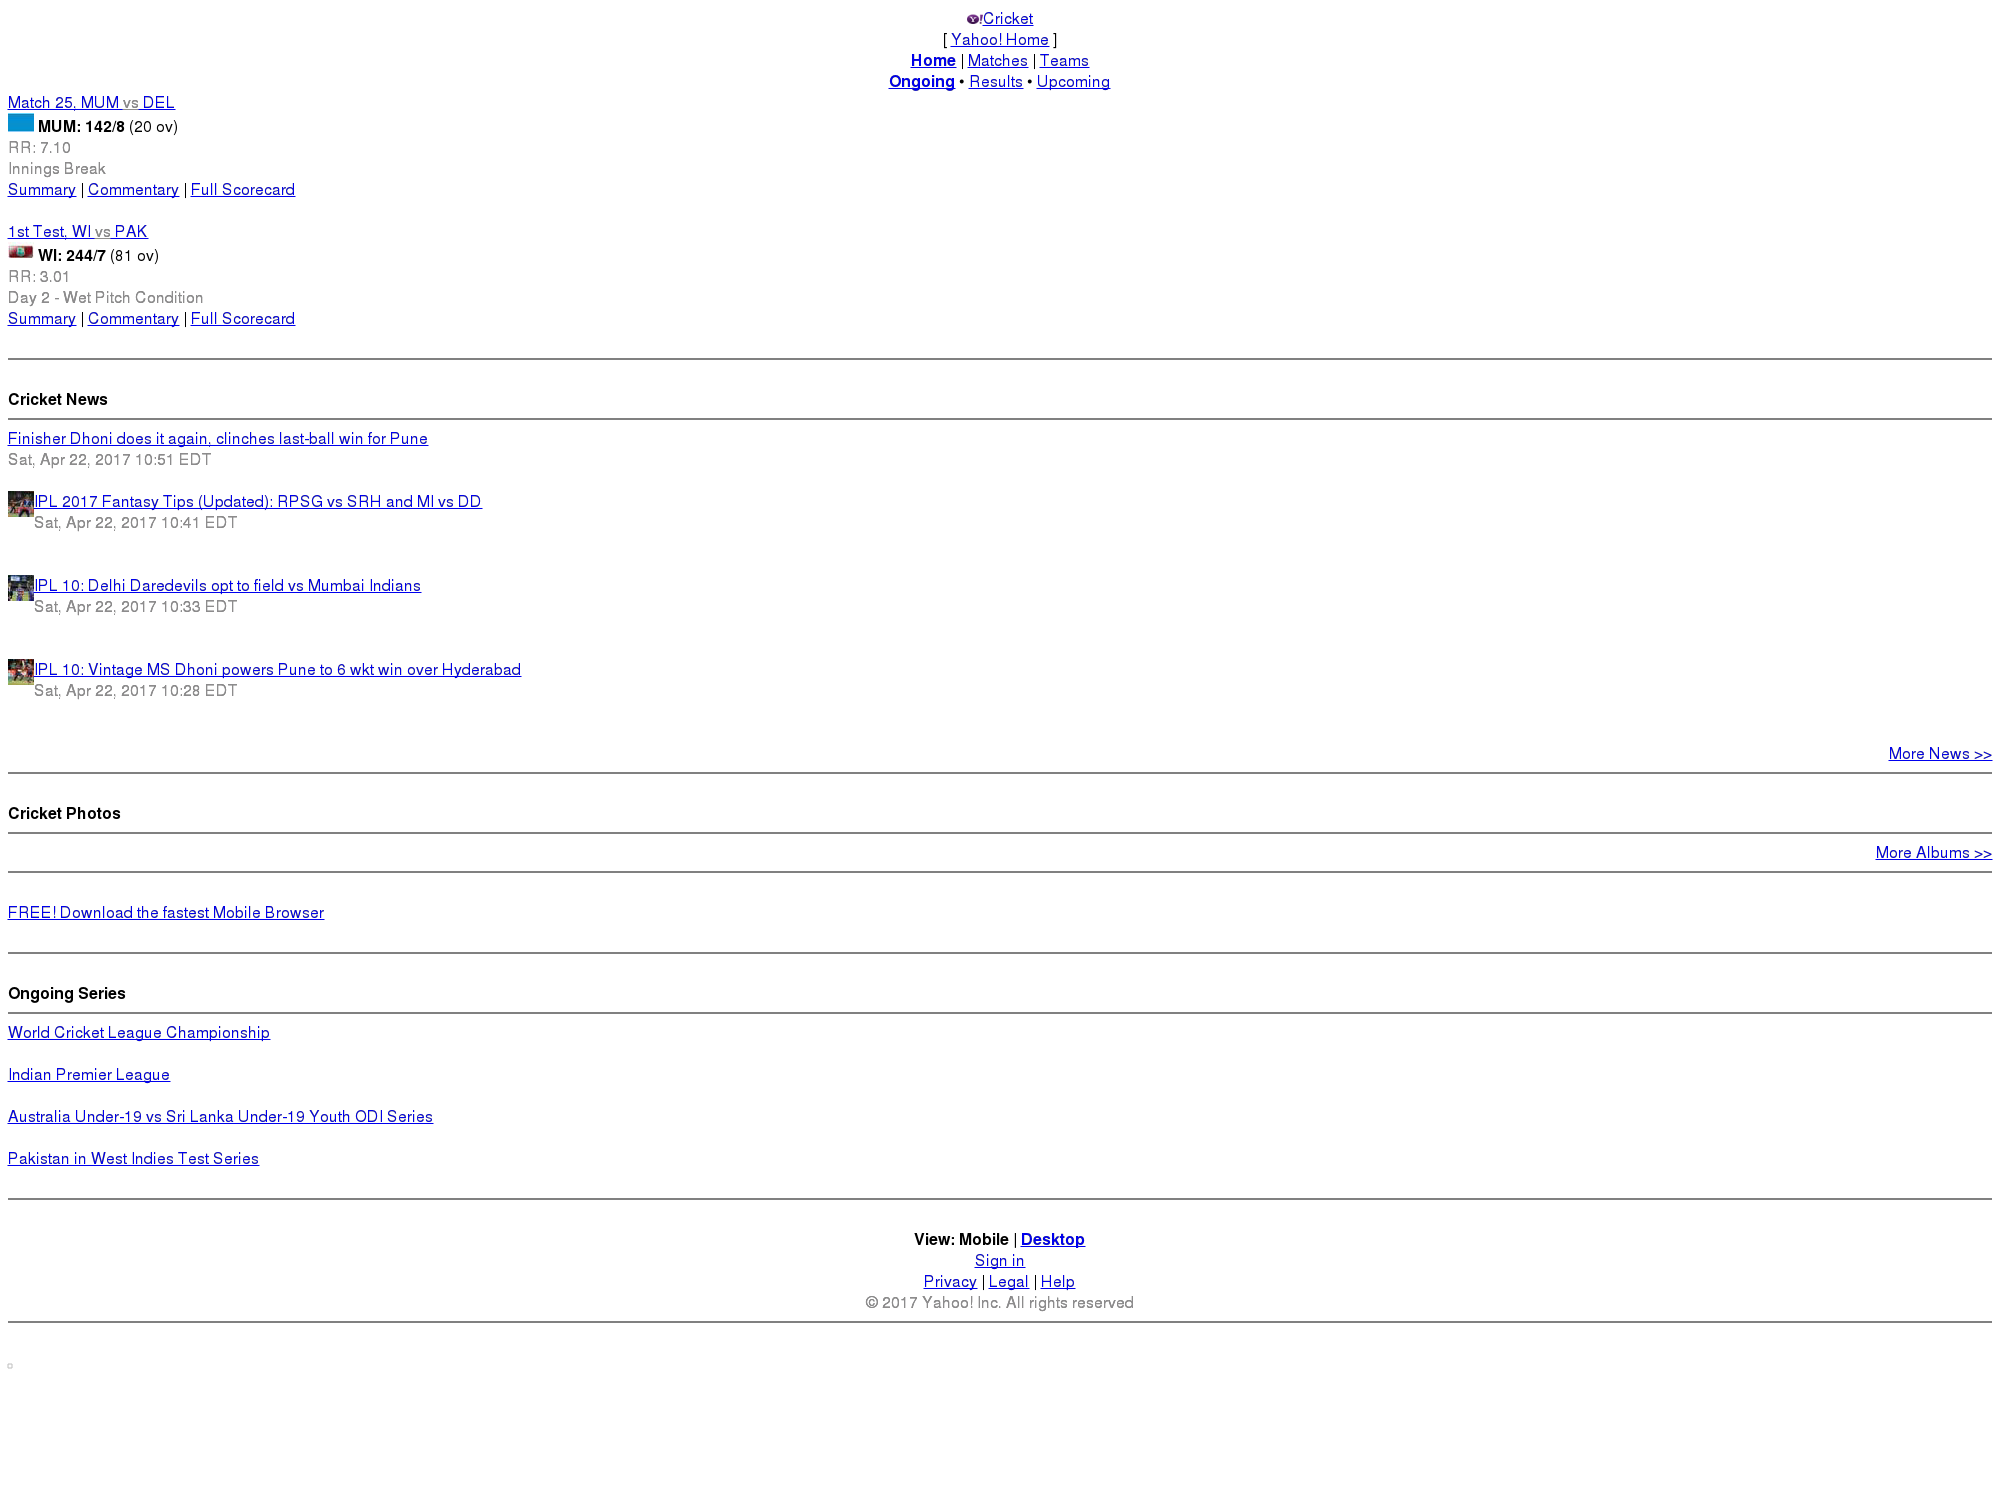 Y!Cricket
[ Yahoo! Home ]
Home | Matches | Teams
Ongoing • Results • Upcoming
Match 25, MUM vs DEL
MUM: 142/8 (20 ov)
RR: 7.10
Innings Break
Summary | Commentary | Full Scorecard
1st Test, WI vs PAK
WI: 244/7 (81 ov)
RR: 3.01
Day 2 - Wet Pitch Condition
Summary | Commentary | Full Scorecard
Cricket News
Finisher Dhoni does it again, clinches last-ball win for Pune
Sat, Apr 22, 2017 10:51 EDT
IPL 2017 Fantasy Tips (Updated): RPSG vs SRH and MI vs DD
Sat, Apr 22, 2017 10:41 EDT
IPL 10: Delhi Daredevils opt to field vs Mumbai Indians
Sat, Apr 22, 2017 10:33 EDT
IPL 10: Vintage MS Dhoni powers Pune to 6 wkt win over Hyderabad
Sat, Apr 22, 2017 10:28 EDT
More News >>
Cricket Photos
More Albums >>
FREE! Download the fastest Mobile Browser
Ongoing Series
World Cricket League Championship
Indian Premier League
Australia Under-19 vs Sri Lanka Under-19 Youth ODI Series
Pakistan in West Indies Test Series
View: Mobile | Desktop
Sign in
Privacy | Legal | Help
© 2017 Yahoo! Inc. All rights reserved